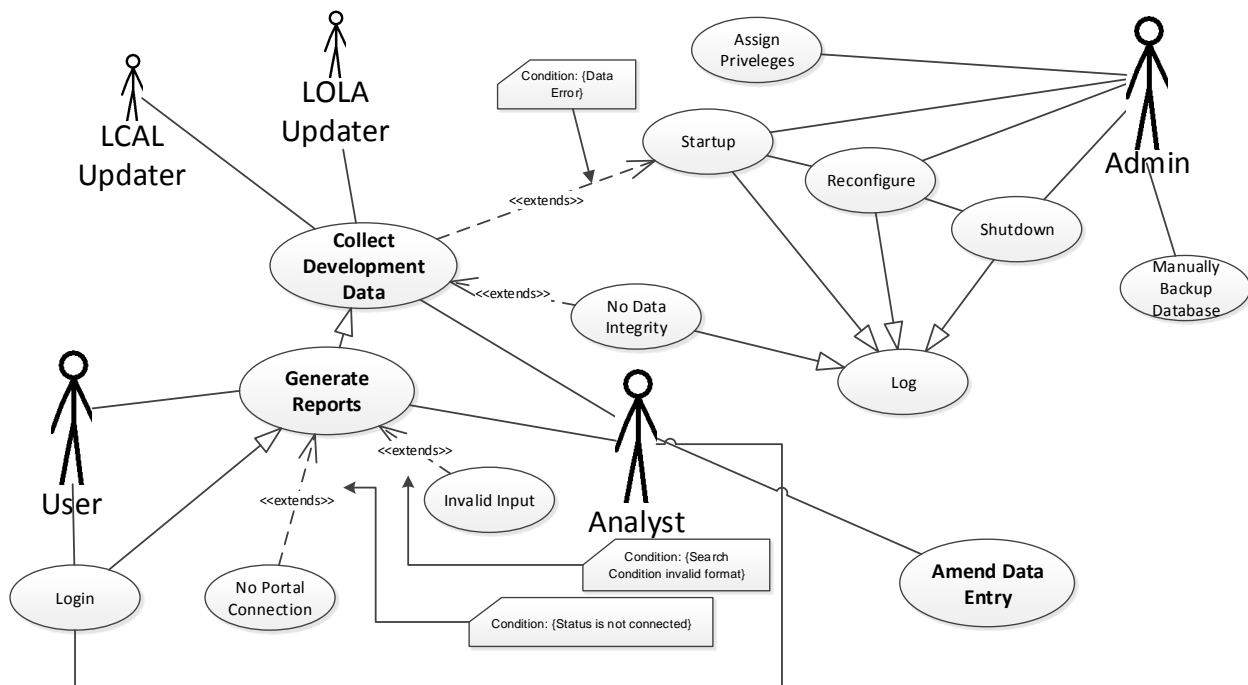 Assign
Priveleges
LOLA
Updater
LCAL
Updater
Condition: {Data
Error}
Startup
Admin
Reconfigure
<<extends>>
Shutdown
Collect
Development
Data
Manually
Backup
Database
<<extends>>
No Data
Integrity
Generate
Reports
Log
<<extends>>
Invalid Input
<<extends>>
User
Analyst
Condition: {Search
Condition invalid format}
Amend Data
Entry
Login
No Portal
Connection
Condition: {Status is not connected}